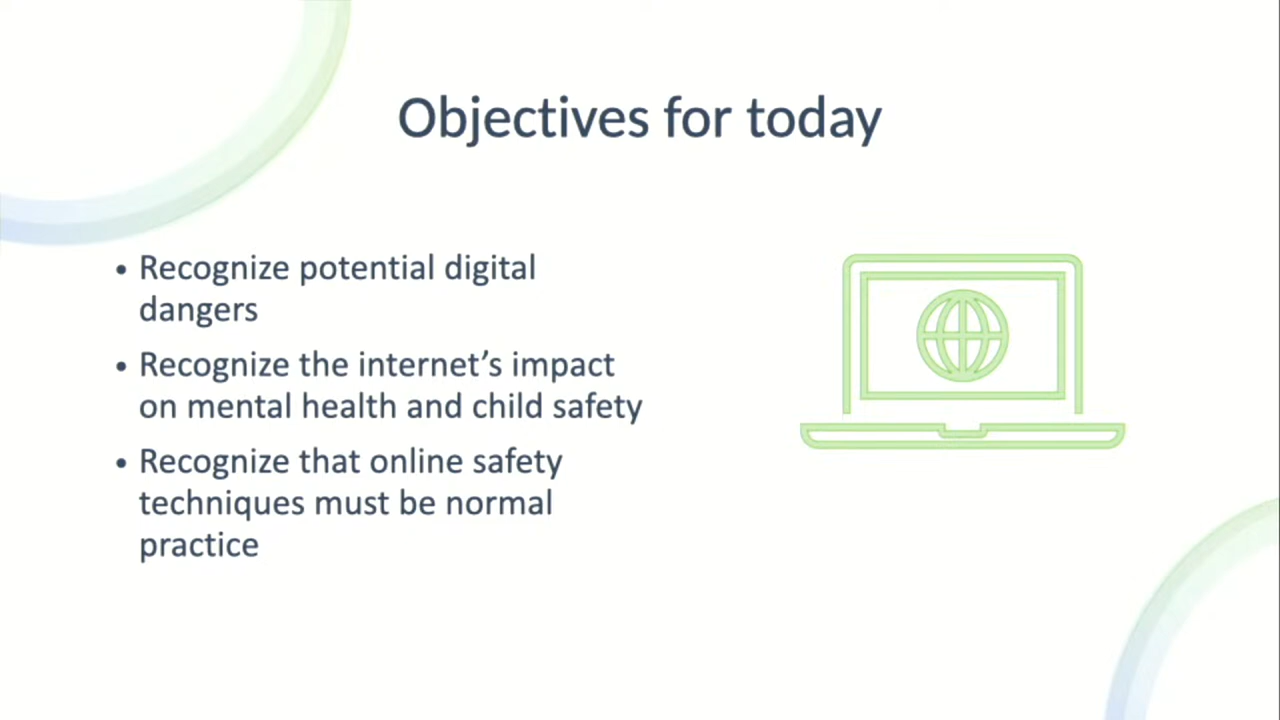 Objectives for today
• Recognize potential digital
dangers
• Recognize the internet’s impact
on mental health and child safety
• Recognize that online safety
techniques must be normal
practice